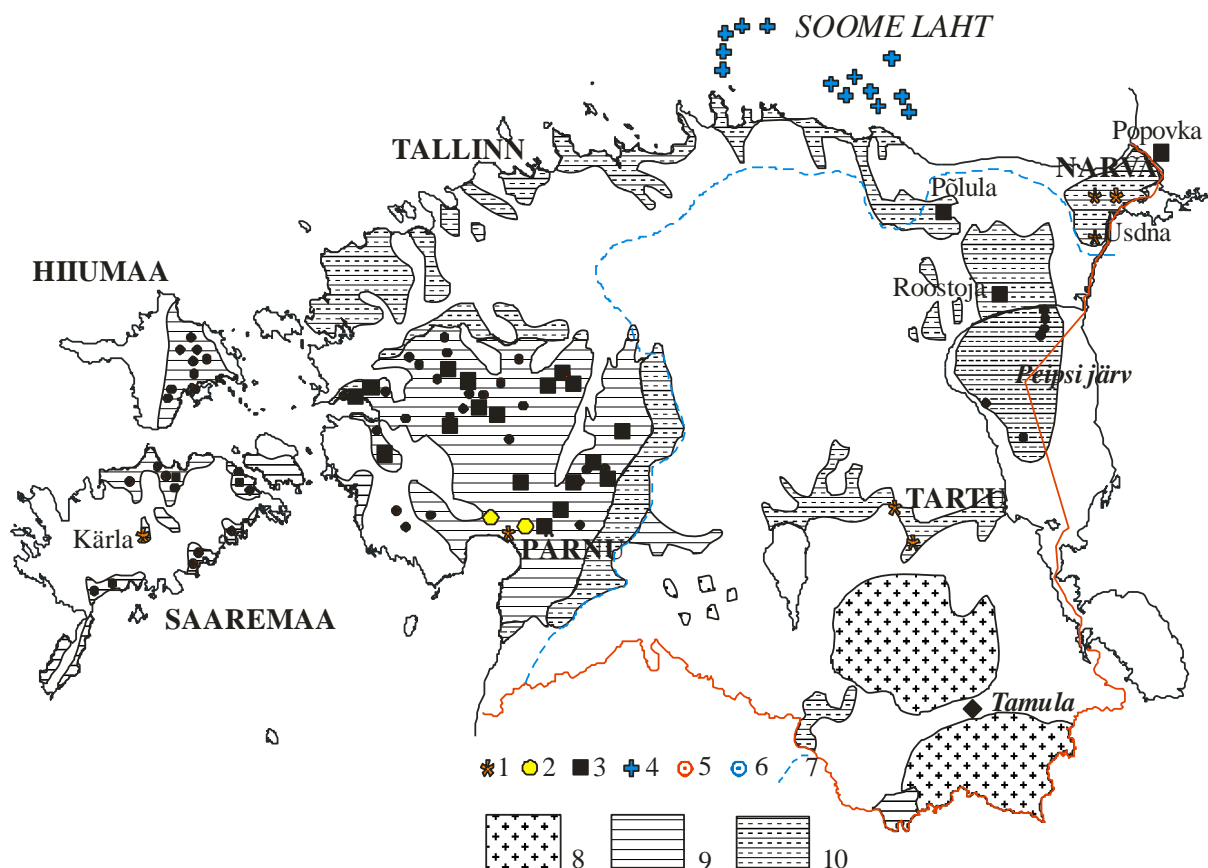 SOOME LAHT
Popovka
TALLINN
NARVA
Põlula
Usdna
HIIUMAA
Roostoja
Peipsi järv
TARTU
Kärla
PÄRNU
SAAREMAA
Tamula
1 2 3 4 5 6 7
8 9 10